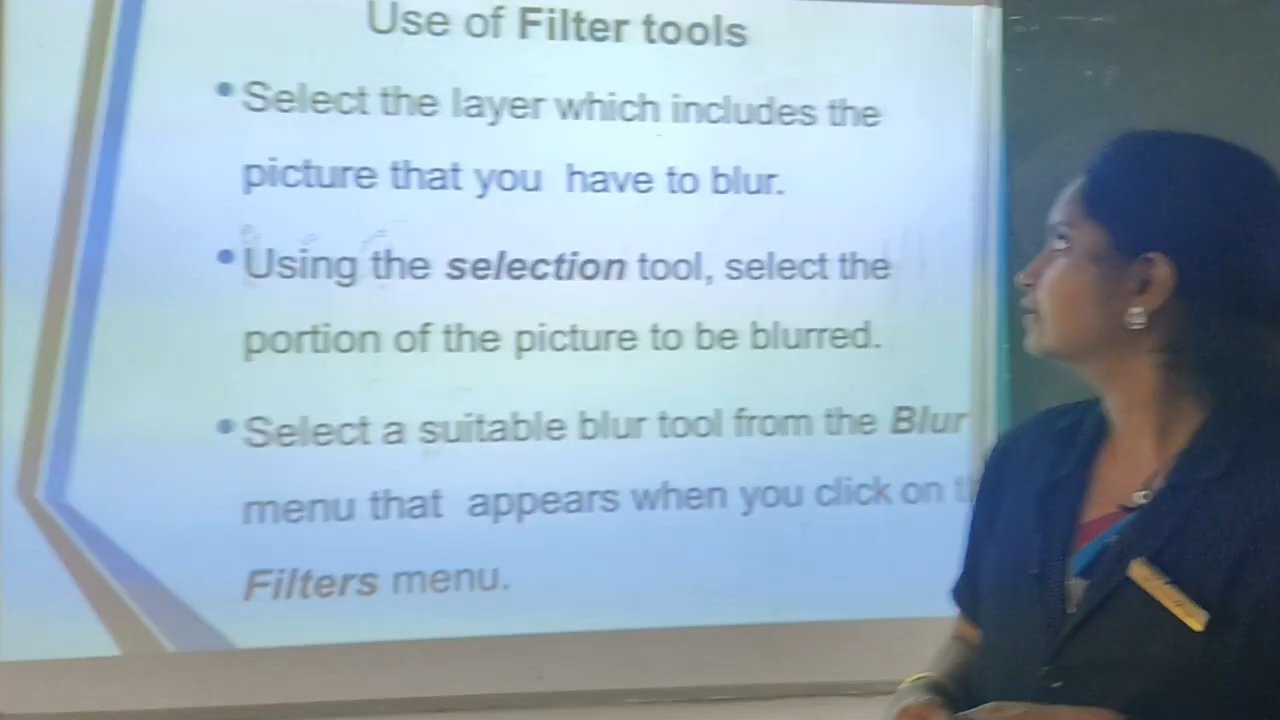 Use of Filter tools
•Select the layer which includes the
picture that you have to blur.
•Using the selection tool, select the
portion of the picture to be blurred.
•Select a suitable blur tool from the Blur
menu that appears when you click on
Filters menu.